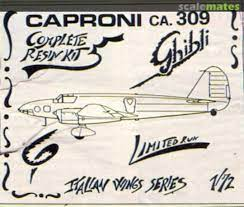 scalemates
CAPRONI CA. 309
COMPLETE
RESIN KIT
Ghibli
LIMITED RUN
ITALIAN WINGS SERIES 1/72